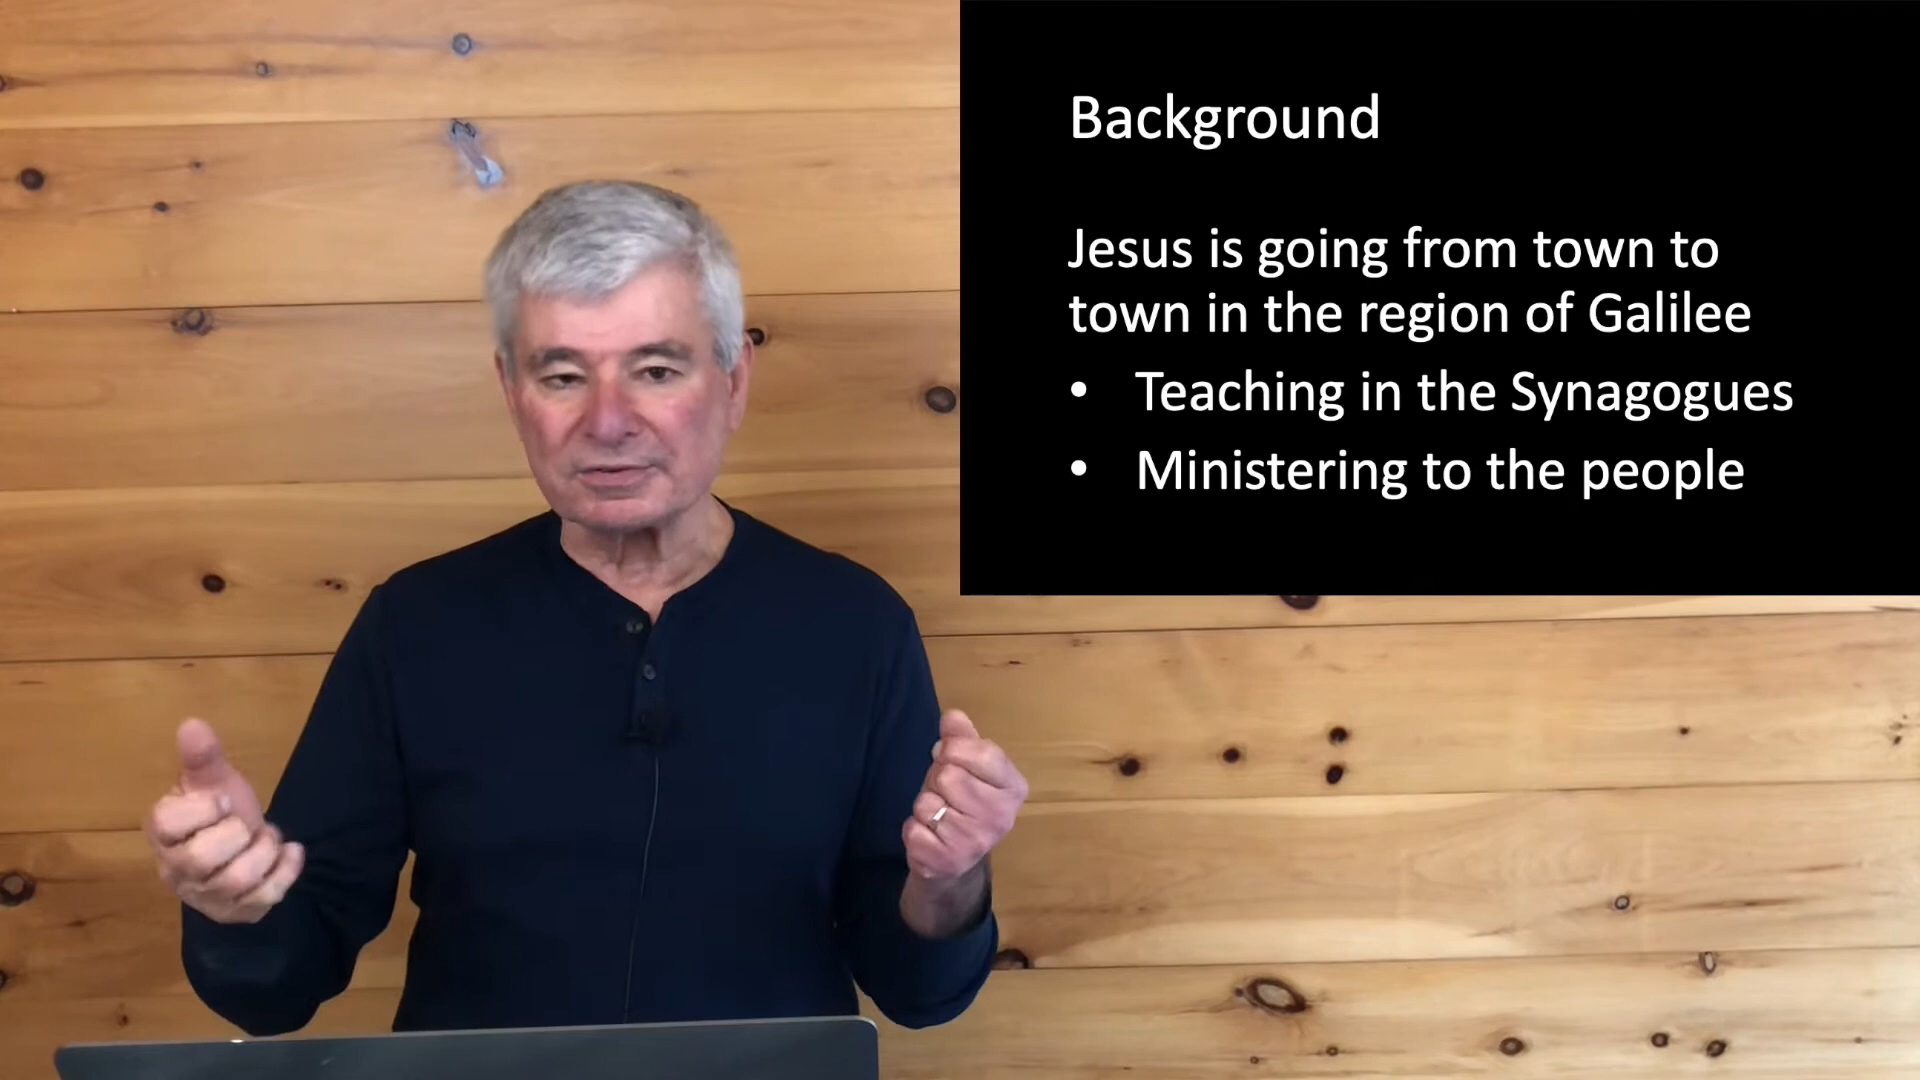 Background
Jesus is going from town to
town in the region of Galilee
• Teaching in the Synagogues
• Ministering to the people